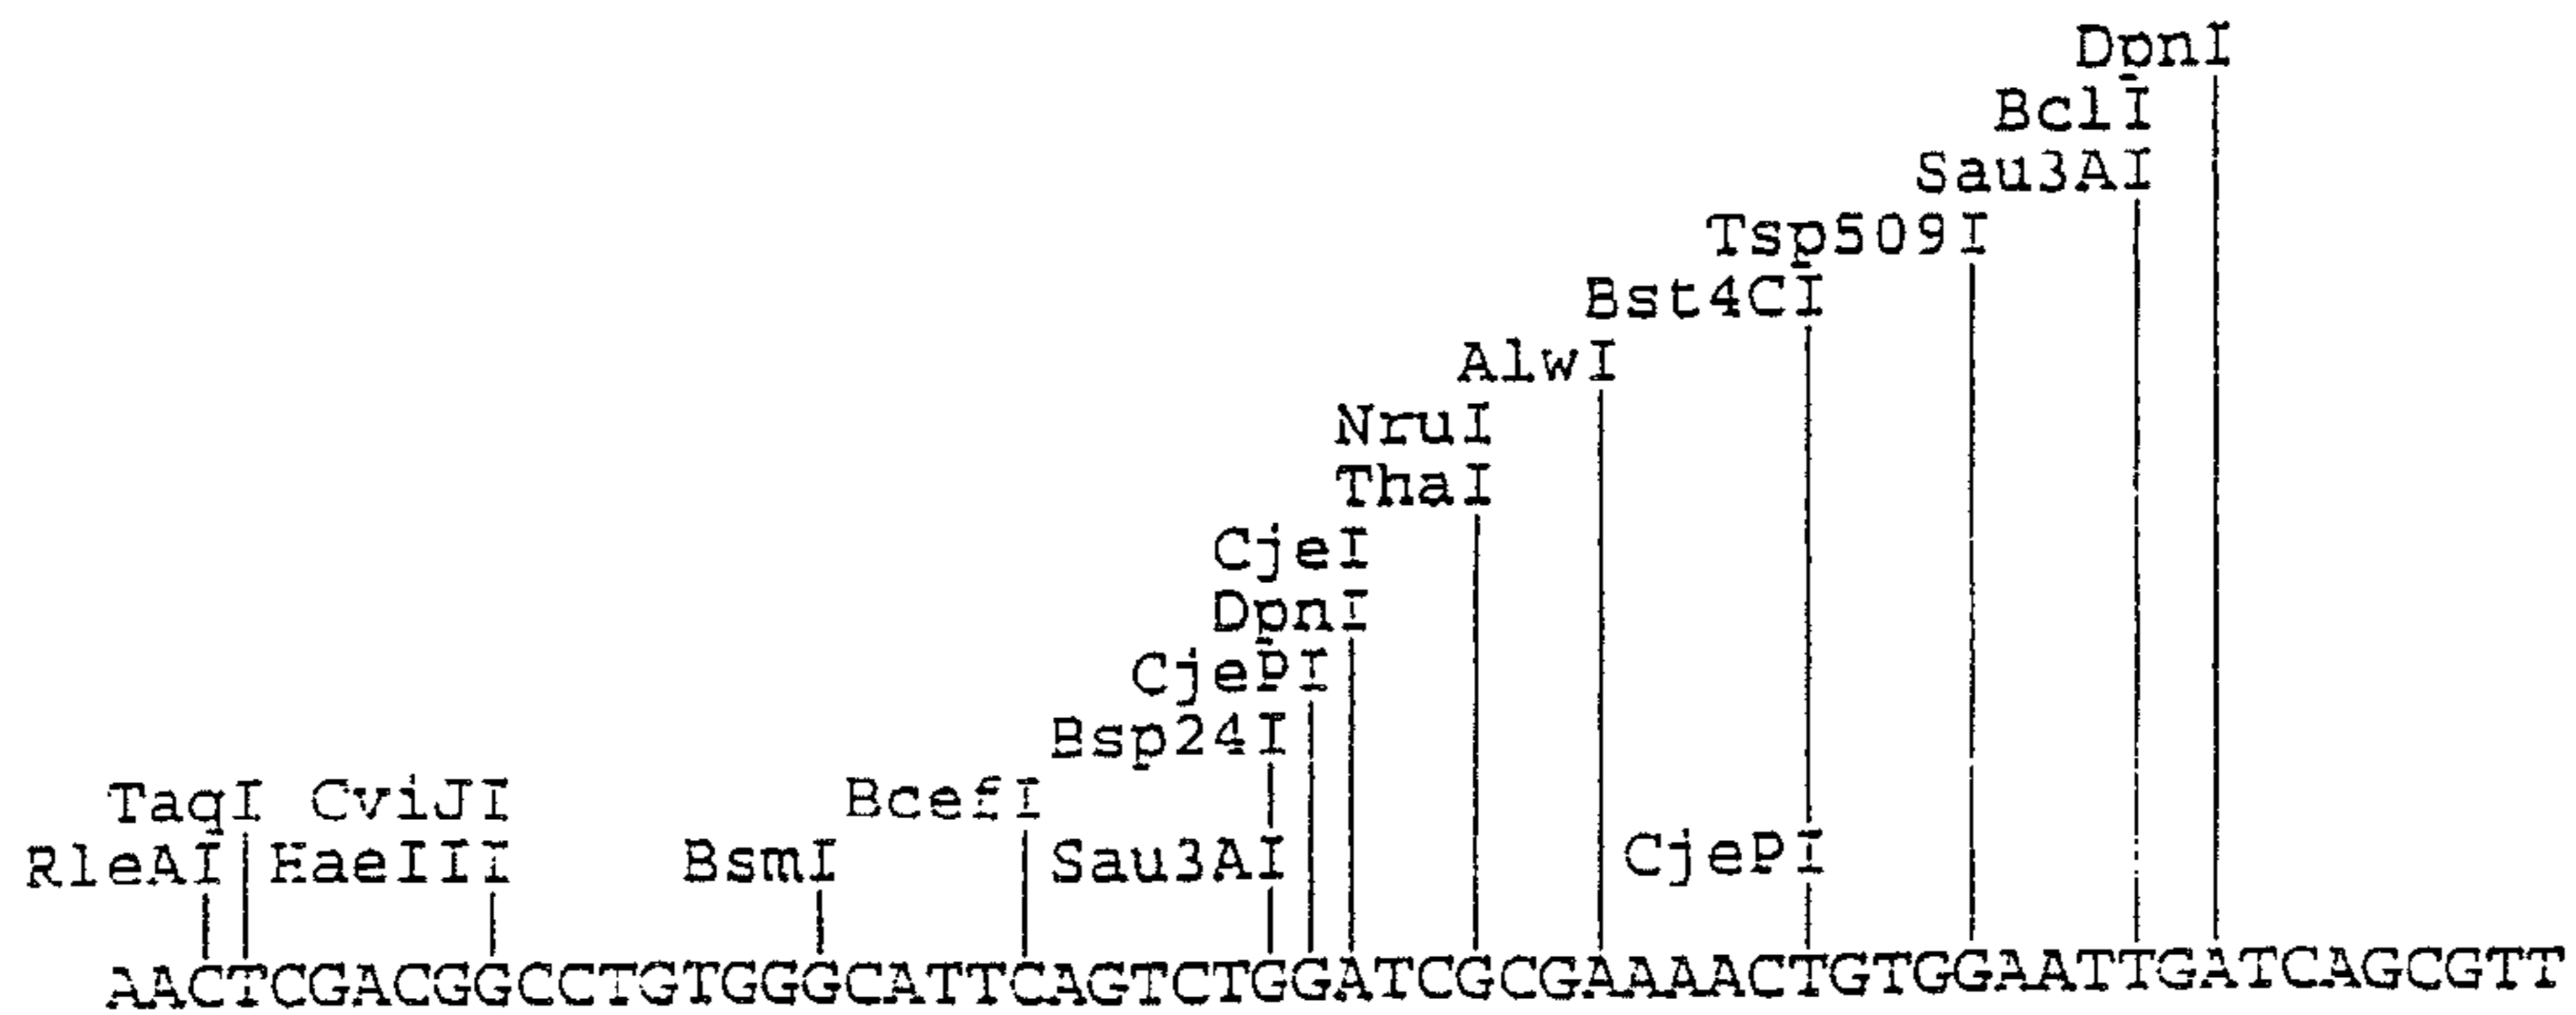 DpnI
BclI
Sau3AI
Tsp509I
Bst4CI
AlwI
NruI
ThaI
CjeI
DpnI
CjePI
Bsp24I
TaqI CviJI BcefI
RleAI HaeIII BsmI Sau3AI CjePI
AACTCGACGGCCTGTGGGCATTCAGTCTGGATCGCGAAAACTGTGGAATTGATCAGCGTT